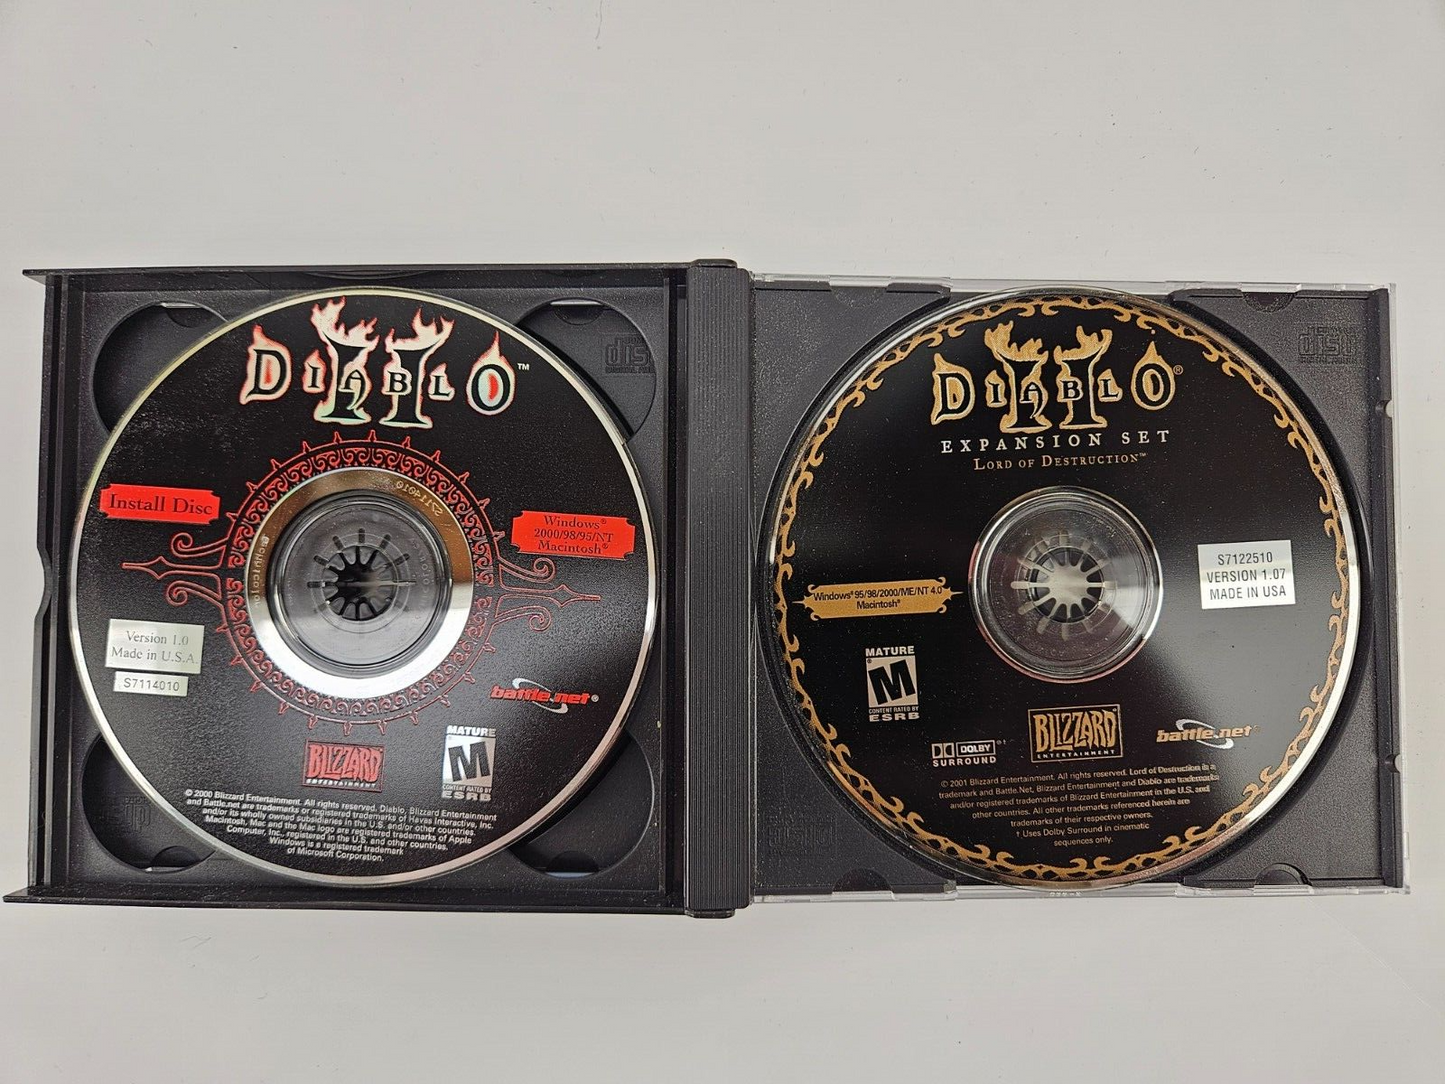 DIABLO II™
Install Disc
Windows®
2000/98/95/NT
Macintosh®
Version 1.0
Made in U.S.A.
S7114010
battle.net®
BLIZZARD
ENTERTAINMENT
MATURE
M
CONTENT RATED BY
ESRB
© 2000 Blizzard Entertainment. All rights reserved. Diablo, Blizzard Entertainment
and Battle.net are trademarks or registered trademarks of Havas Interactive, Inc.
and/or its wholly owned subsidiaries in the U.S. and/or other countries.
Macintosh, Mac and the Mac logo are registered trademarks of Apple
Computer, Inc., registered in the U.S. and other countries.
Windows is a registered trademark
of Microsoft Corporation.
DIABLO II®
EXPANSION SET
LORD OF DESTRUCTION™
S7122510
VERSION 1.07
MADE IN USA
Windows® 95/98/2000/ME/NT 4.0
Macintosh®
MATURE
M
CONTENT RATED BY
ESRB
DOLBY
SURROUND
BLIZZARD
ENTERTAINMENT
battle.net®
© 2001 Blizzard Entertainment. All rights reserved. Lord of Destruction is a
trademark and Battle.Net, Blizzard Entertainment and Diablo are trademarks
and/or registered trademarks of Blizzard Entertainment in the U.S. and/
other countries. All other trademarks referenced herein are
trademarks of their respective owners.
† Uses Dolby Surround in cinematic
sequences only.